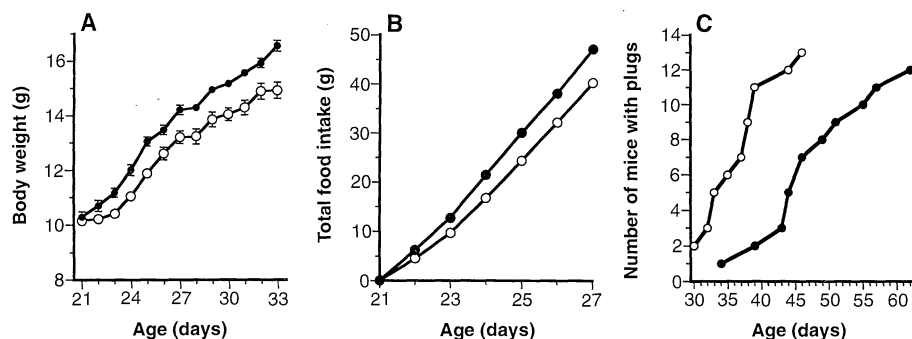 A
Body weight (g)
16
14
12
10
8
21 24 27 30 33
Age (days)
B
Total food intake (g)
50
40
30
20
10
0
21 23 25 27
Age (days)
C
Number of mice with plugs
14
12
10
8
6
4
2
0
30 35 40 45 50 55 60
Age (days)